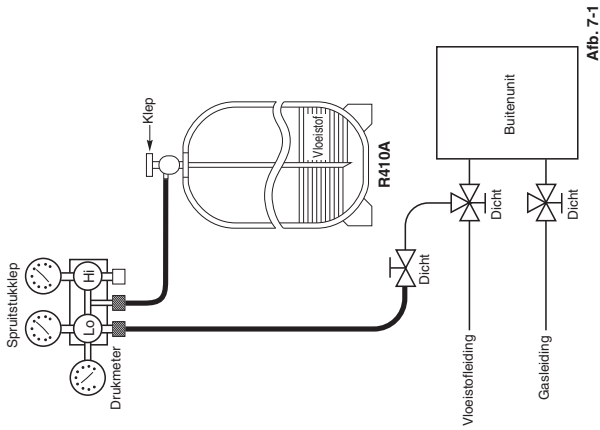 Spruitstukklep
Lo
Hi
Drukmeter
Klep
Vloeistof
R410A
Dicht
Vloeistofleiding
Dicht
Gasleiding
Dicht
Buitenunit
Afb. 7-1